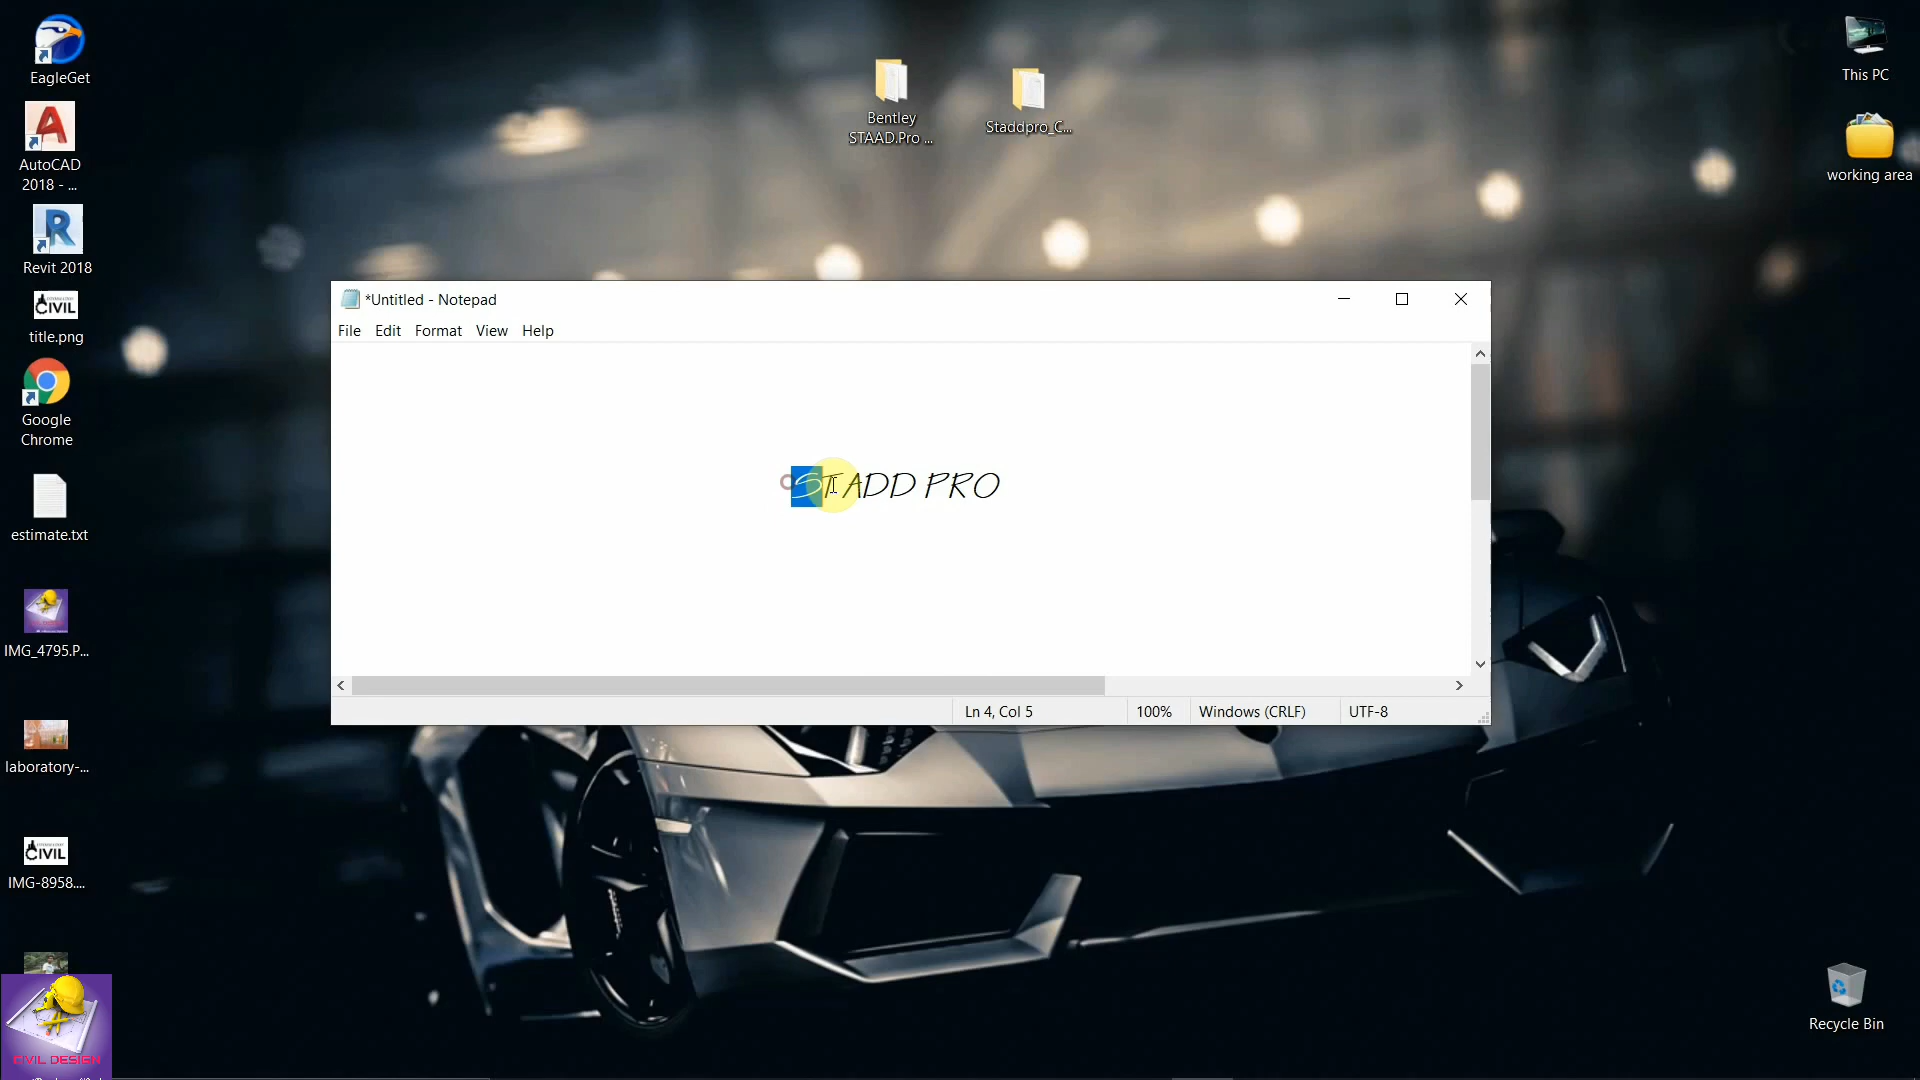 EagleGet
AutoCAD
2018 - ...
Revit 2018
CIVIL
title.png
Google
Chrome
estimate.txt
IMG_4795.P...
laboratory-...
CIVIL
IMG-8958....
CIVIL DESIGN
Bentley
STAAD.Pro ...
Staddpro_C...
This PC
working area
*Untitled - Notepad
File Edit Format View Help
STADD PRO
Ln 4, Col 5 100% Windows (CRLF) UTF-8
Recycle Bin